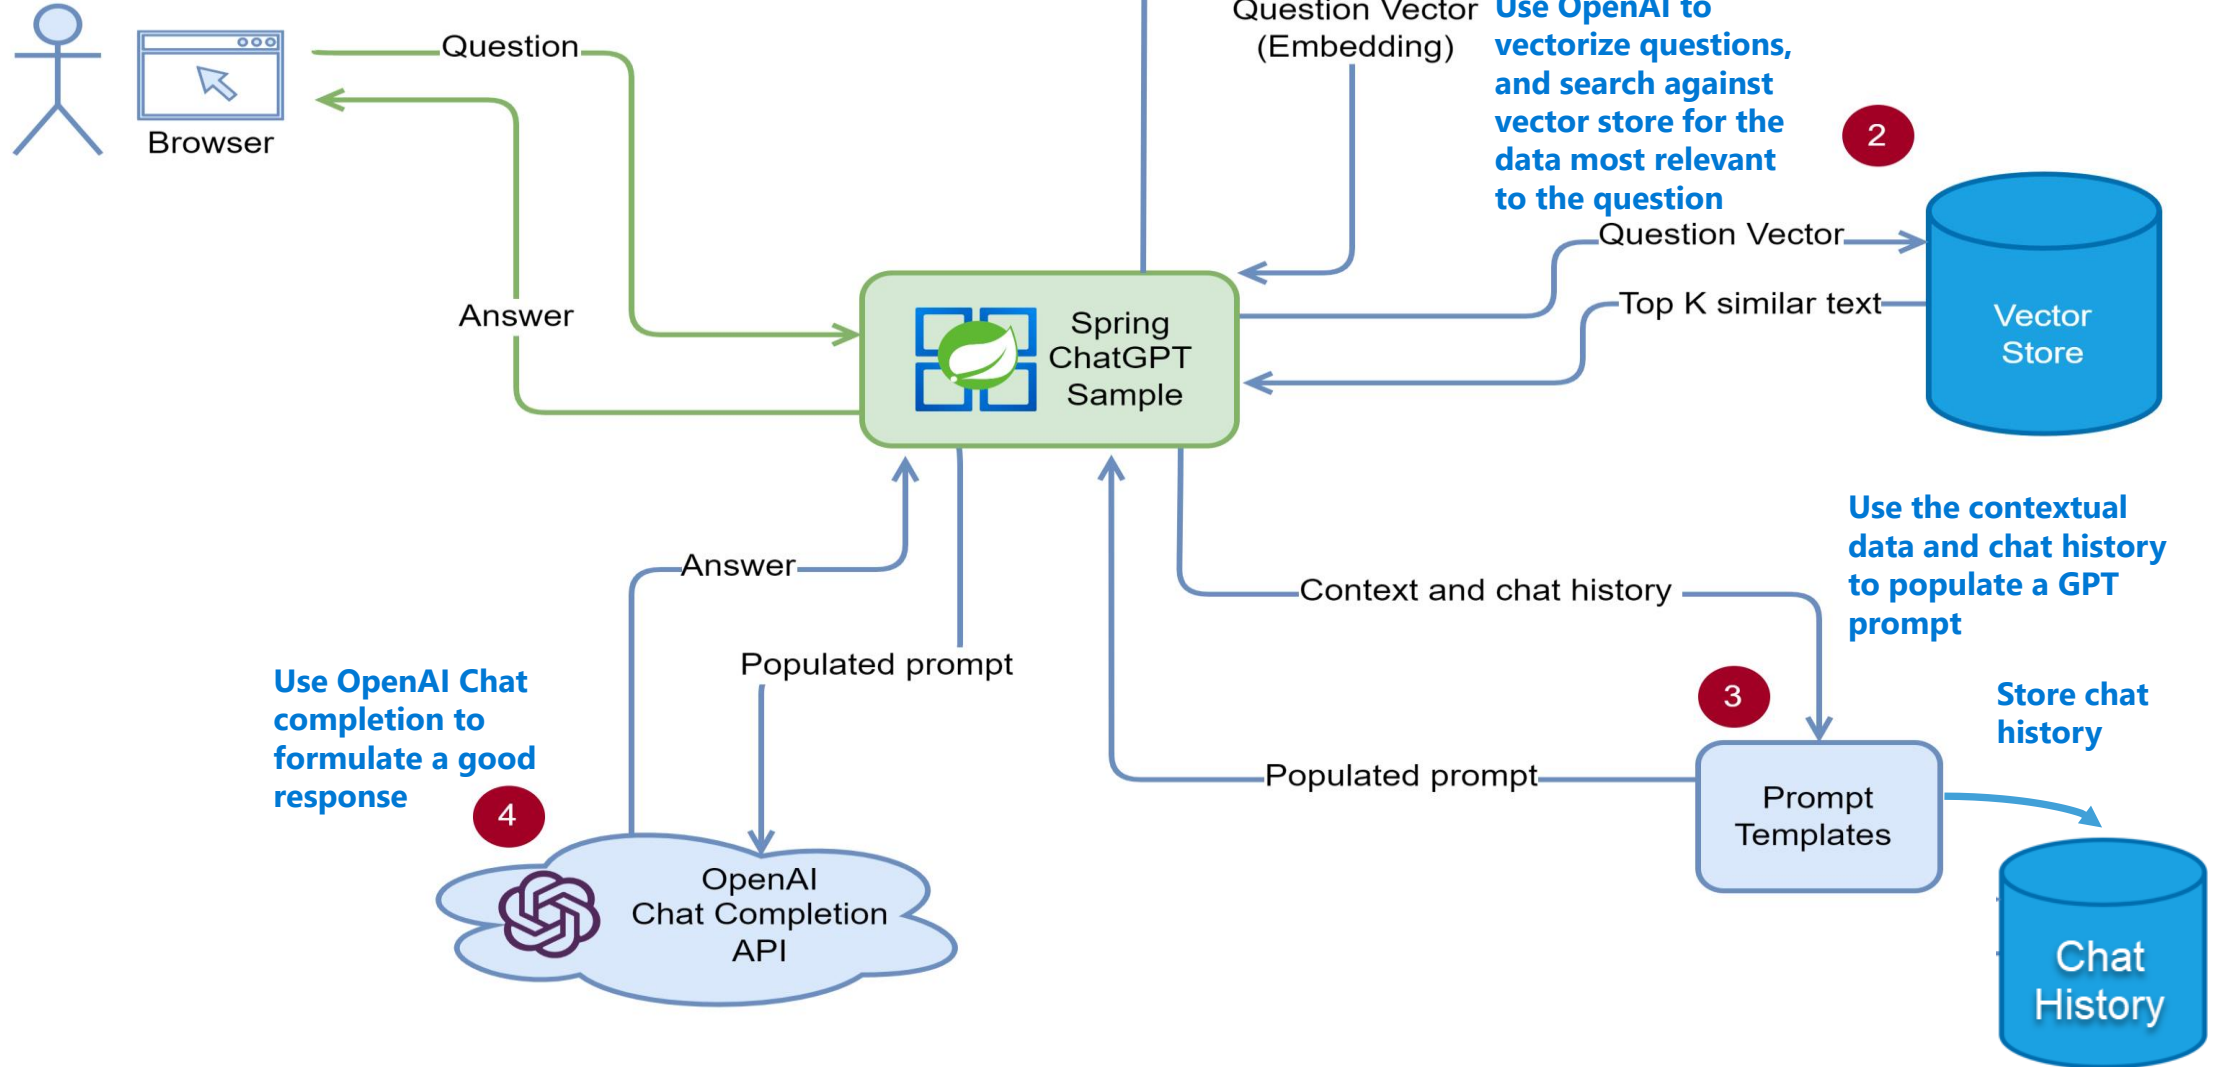 Question Vector
(Embedding)
Use OpenAI to
vectorize questions,
and search against
vector store for the
data most relevant
to the question
2
Question
Browser
Answer
Question Vector
Top K similar text
Vector
Store
Spring
ChatGPT
Sample
Answer
Populated prompt
Context and chat history
Use the contextual
data and chat history
to populate a GPT
prompt
3
Store chat
history
Populated prompt
Prompt
Templates
Use OpenAI Chat
completion to
formulate a good
response
4
OpenAI
Chat Completion
API
Chat
History